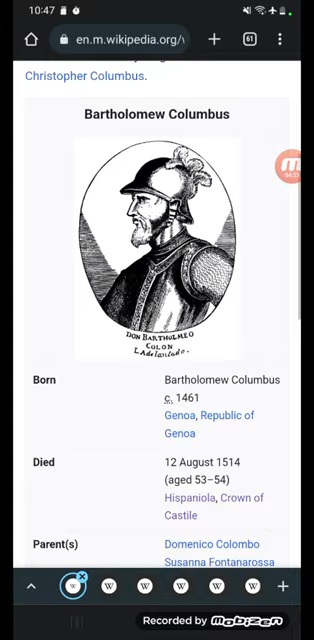 10:47
en.m.wikipedia.org/v
61
Christopher Columbus.
Bartholomew Columbus
04:33
DON BARTHOLMEO
COLON
L Adelantado.
Born
Bartholomew Columbus
c. 1461
Genoa, Republic of
Genoa
Died
12 August 1514
(aged 53–54)
Hispaniola, Crown of
Castile
Parent(s)
Domenico Colombo
Susanna Fontanarossa
W W W W W W
Recorded by Mobizen